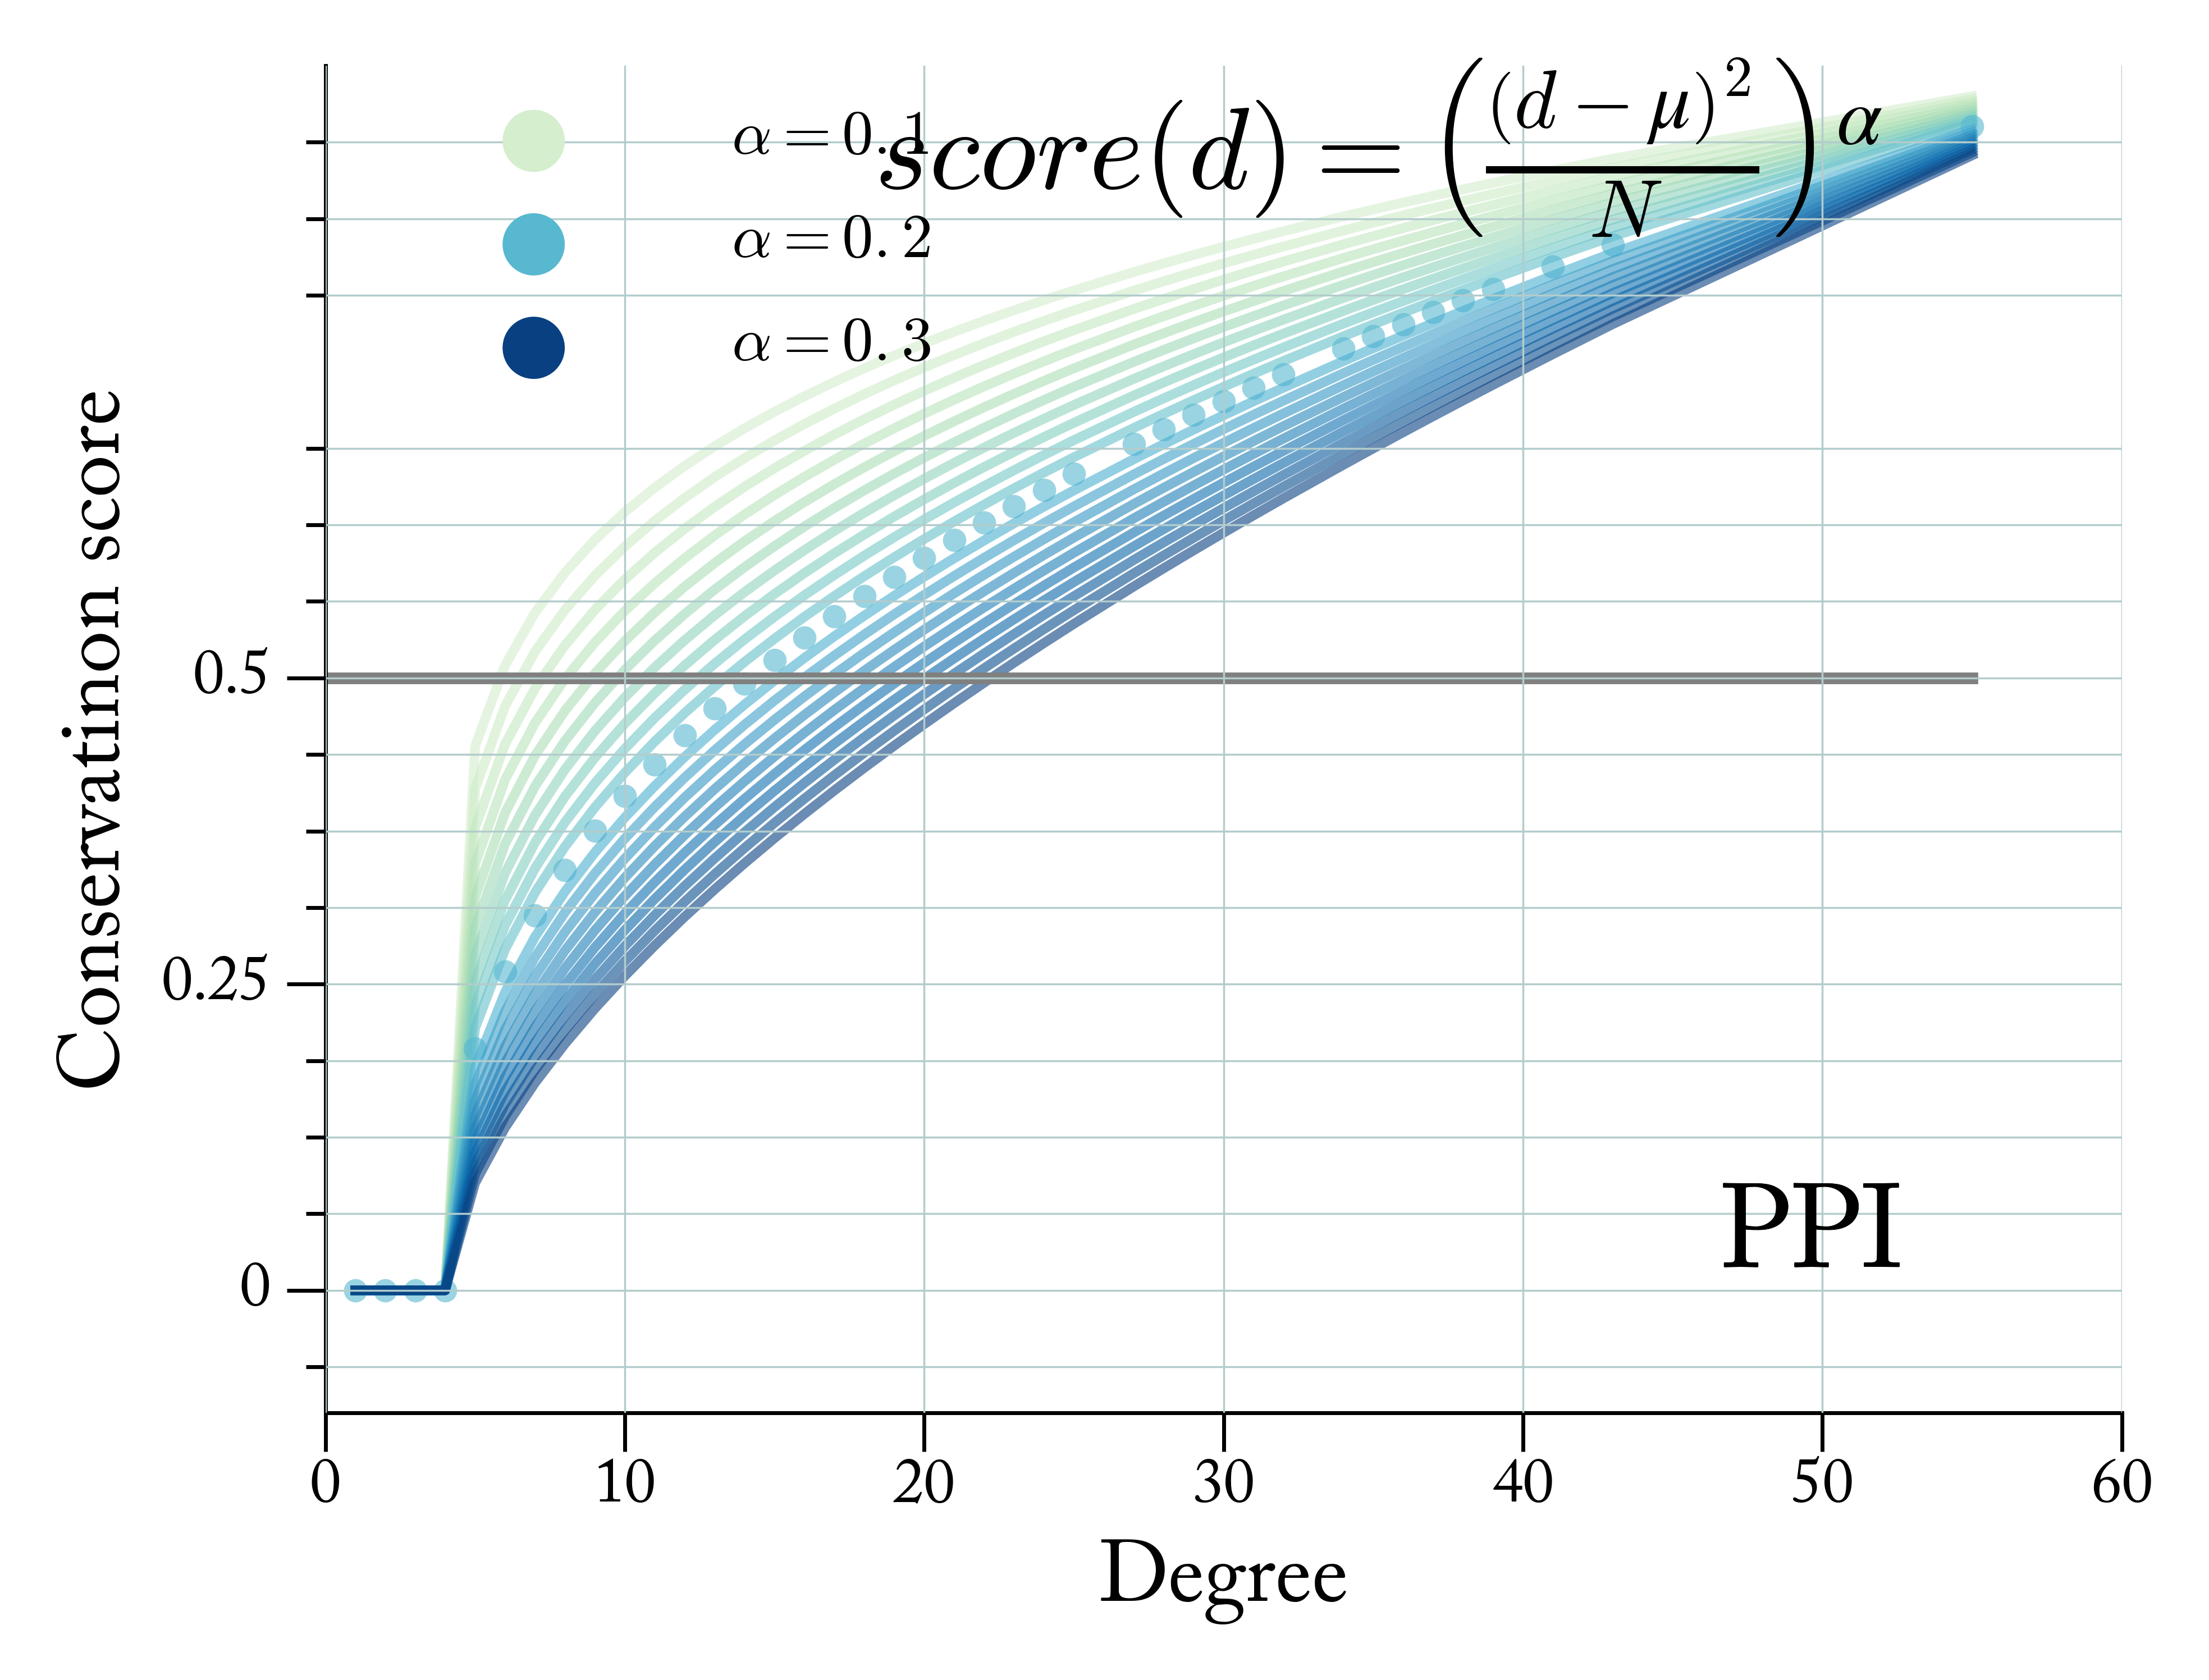 α = 0.1
α = 0.2
α = 0.3
score(d) = ((d − μ)² / N)^α
Conservatinon score
0.5
0.25
0
PPI
0 10 20 30 40 50 60
Degree